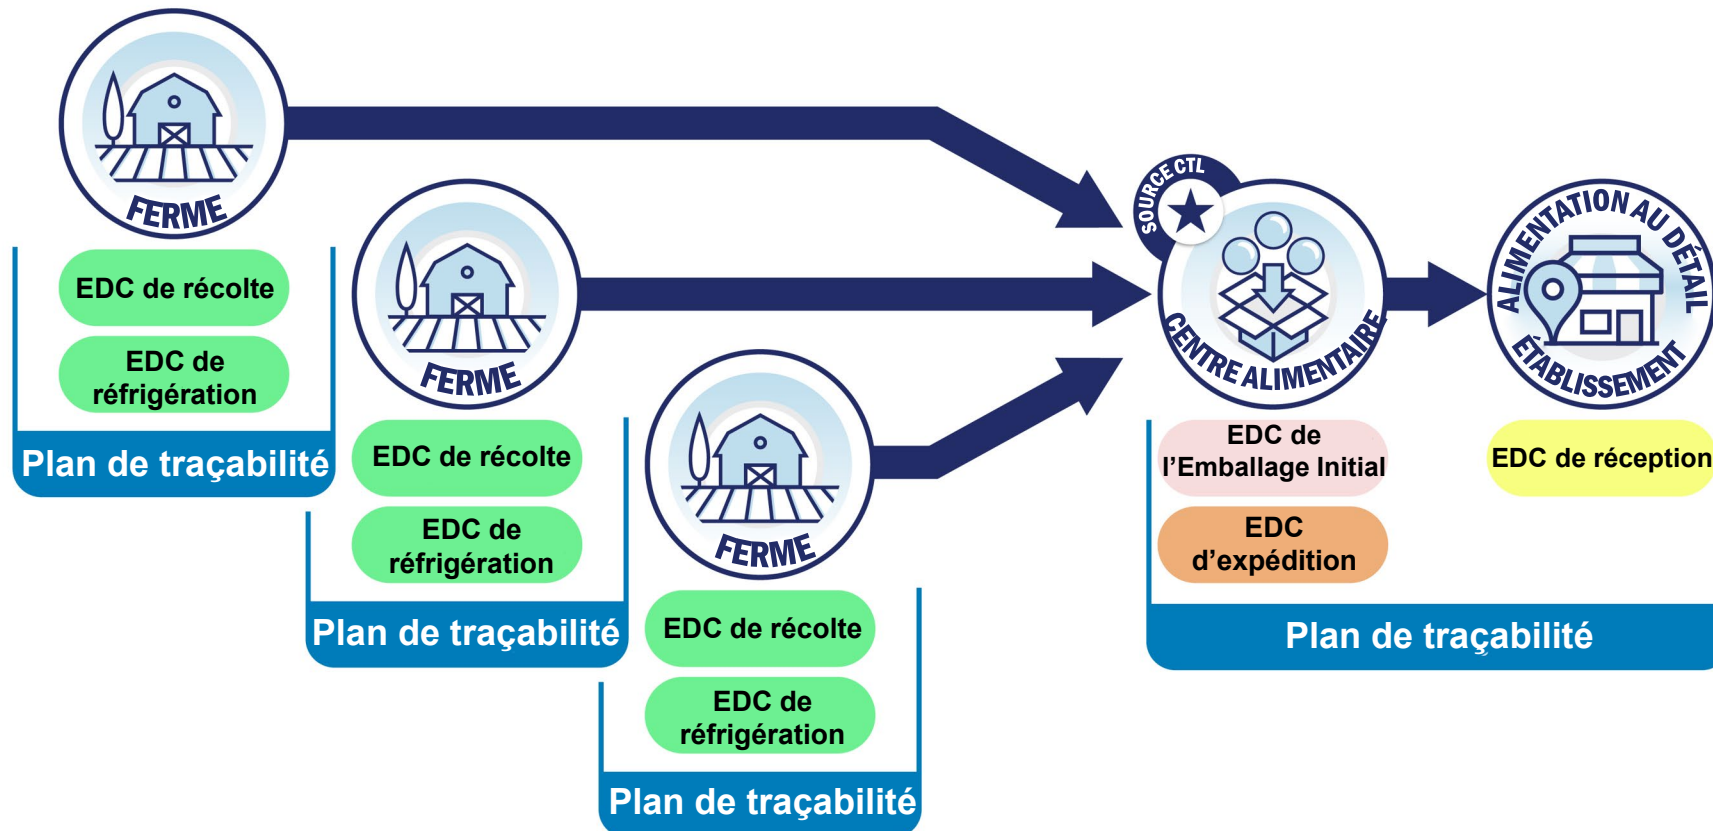 FERME
EDC de récolte
EDC de
réfrigération
Plan de traçabilité
FERME
EDC de récolte
EDC de
réfrigération
Plan de traçabilité
FERME
EDC de récolte
EDC de
réfrigération
Plan de traçabilité
SOURCE CTL
CENTRE ALIMENTAIRE
EDC de
l’Emballage Initial
EDC
d’expédition
ALIMENTATION AU DÉTAIL
ÉTABLISSEMENT
EDC de réception
Plan de traçabilité